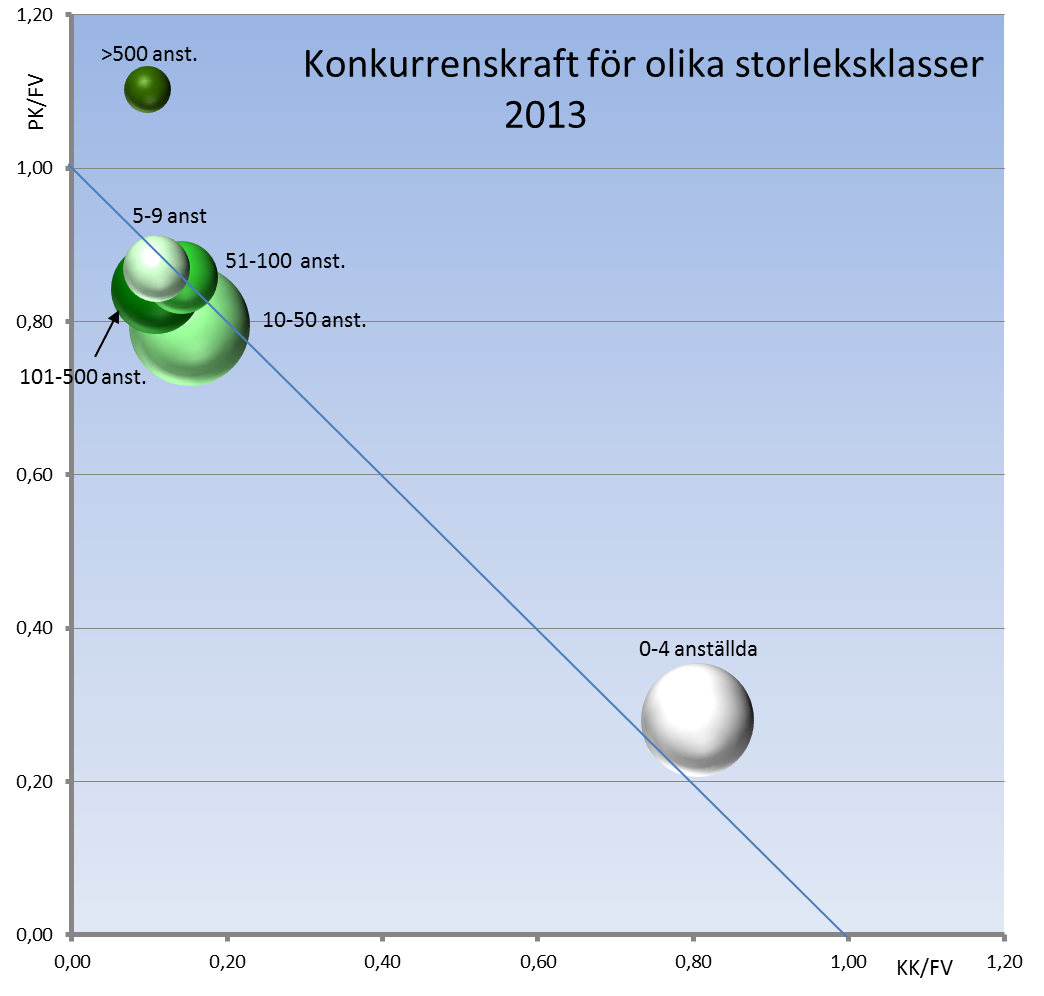 1,20
>500 anst.
Konkurrenskraft för olika storleksklasser
2013
PK/FV
1,00
5-9 anst
51-100 anst.
0,80
10-50 anst.
101-500 anst.
0,60
0,40
0-4 anställda
0,20
0,00
0,00 0,20 0,40 0,60 0,80 1,00 KK/FV 1,20